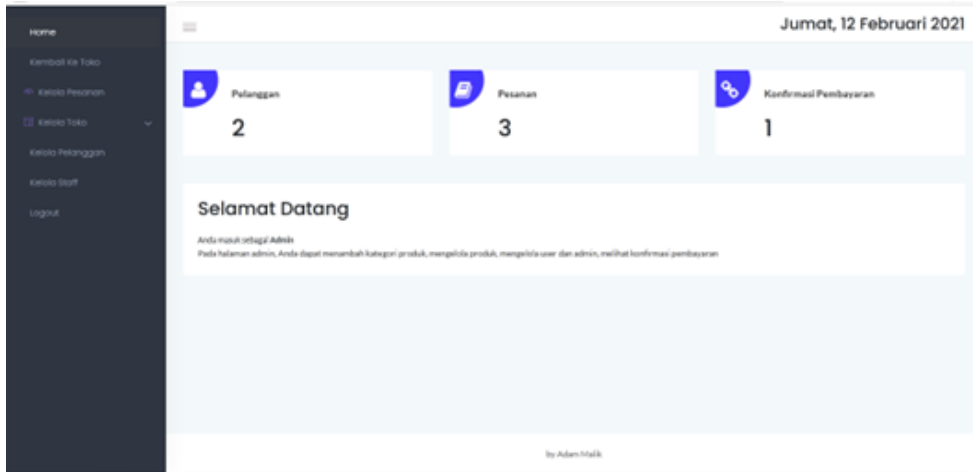 Home
Kembali Ke Toko
Kelola Pesanan
Kelola Toko
Kelola Pelanggan
Kelola Staff
Logout
Jumat, 12 Februari 2021
Pelanggan
2
Pesanan
3
Konfirmasi Pembayaran
1
Selamat Datang
Anda masuk sebagai Admin
Pada halaman admin, Anda dapat menambah kategori produk, mengelola produk, mengelola user dan admin, melihat konfirmasi pembayaran
by Adam Malik